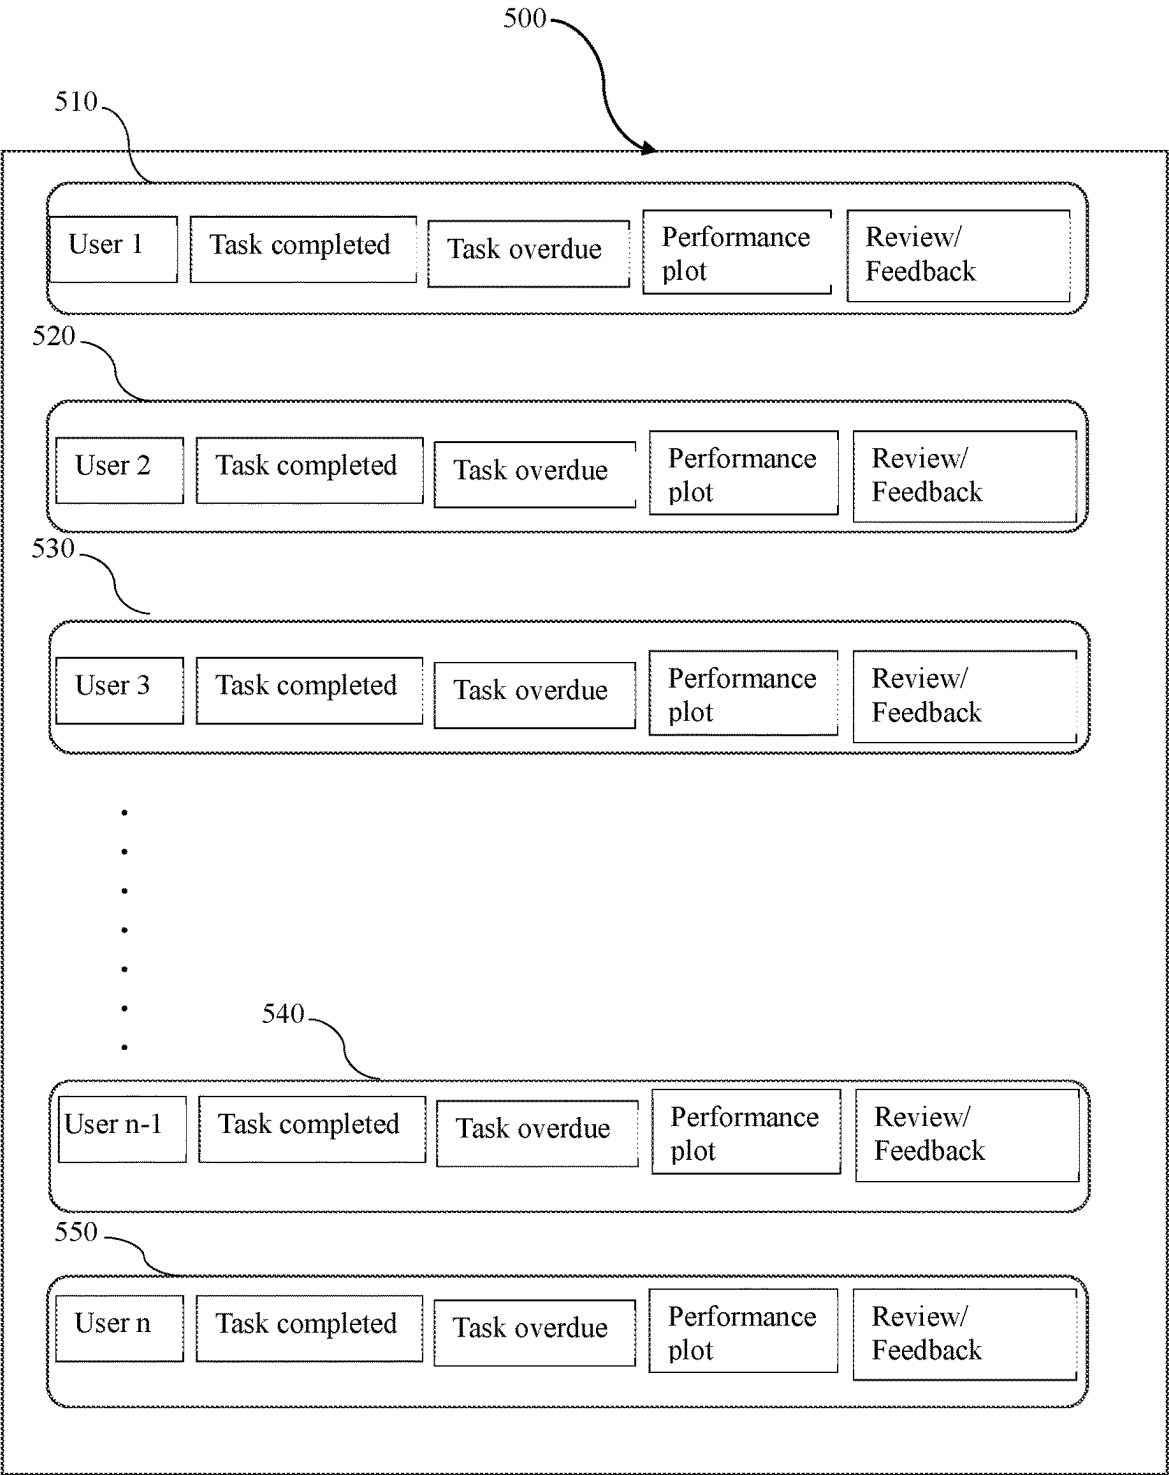 500
510
User 1 Task completed Task overdue Performance plot Review/ Feedback
520
User 2 Task completed Task overdue Performance plot Review/ Feedback
530
User 3 Task completed Task overdue Performance plot Review/ Feedback
540
User n-1 Task completed Task overdue Performance plot Review/ Feedback
550
User n Task completed Task overdue Performance plot Review/ Feedback